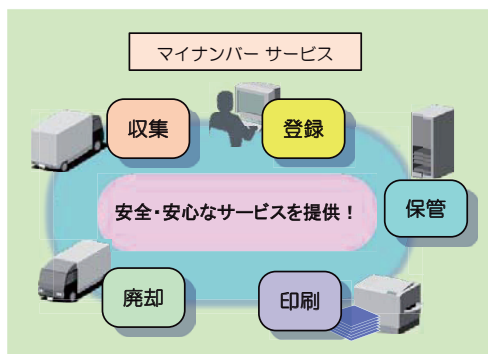 マイナンバー サービス
収集
登録
保管
安全・安心なサービスを提供！
廃却
印刷